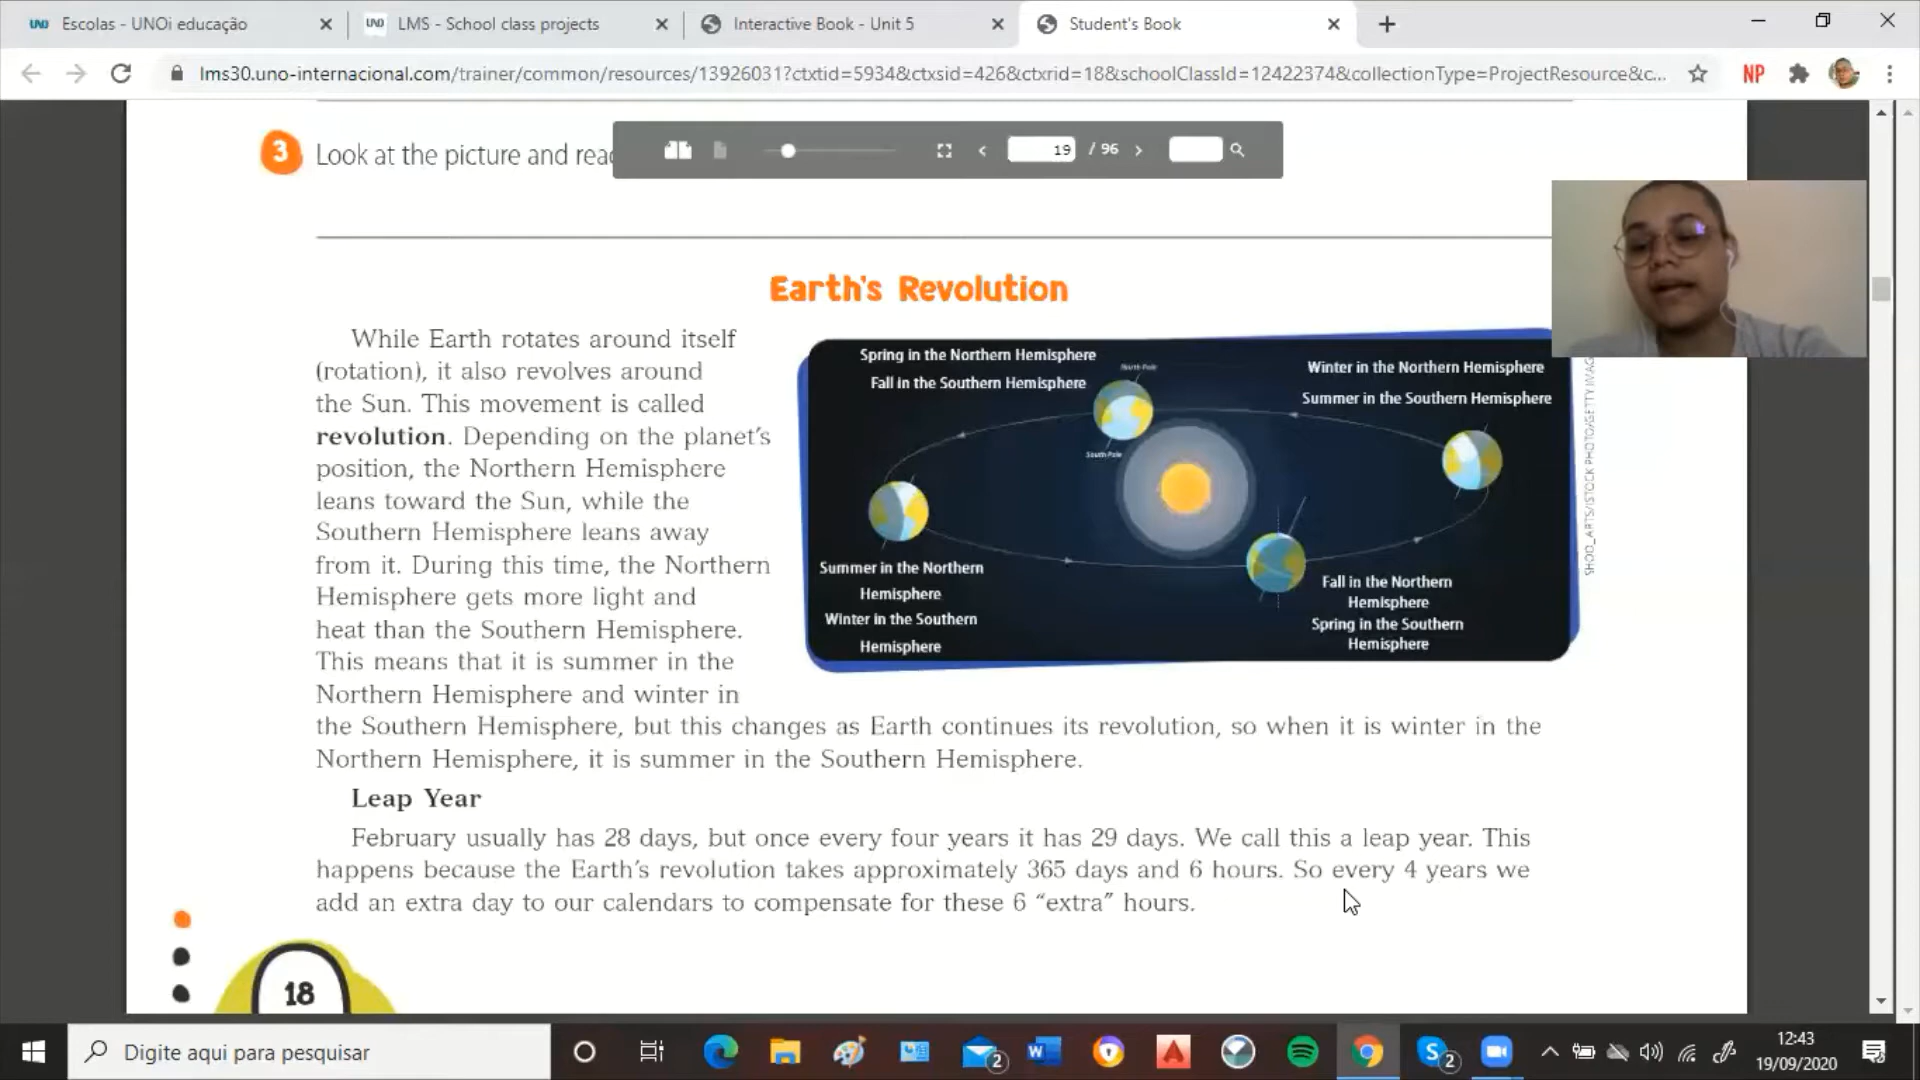 Escolas - UNOi educação
LMS - School class projects
Interactive Book - Unit 5
Student's Book
lms30.uno-internacional.com/trainer/common/resources/13926031?ctxtid=5934&ctxsid=426&ctxrid=18&schoolClassId=12422374&collectionType=ProjectResource&c...
NP
3 Look at the picture and read
19 / 96
Earth's Revolution
While Earth rotates around itself
(rotation), it also revolves around
the Sun. This movement is called
revolution. Depending on the planet's
position, the Northern Hemisphere
leans toward the Sun, while the
Southern Hemisphere leans away
from it. During this time, the Northern
Hemisphere gets more light and
heat than the Southern Hemisphere.
This means that it is summer in the
Northern Hemisphere and winter in
the Southern Hemisphere, but this changes as Earth continues its revolution, so when it is winter in the
Northern Hemisphere, it is summer in the Southern Hemisphere.
Spring in the Northern Hemisphere
Fall in the Southern Hemisphere
North Pole
South Pole
Winter in the Northern Hemisphere
Summer in the Southern Hemisphere
Summer in the Northern
Hemisphere
Winter in the Southern
Hemisphere
Fall in the Northern
Hemisphere
Spring in the Southern
Hemisphere
Leap Year
February usually has 28 days, but once every four years it has 29 days. We call this a leap year. This
happens because the Earth's revolution takes approximately 365 days and 6 hours. So every 4 years we
add an extra day to our calendars to compensate for these 6 “extra” hours.
18
Digite aqui para pesquisar
2
2
12:43
19/09/2020